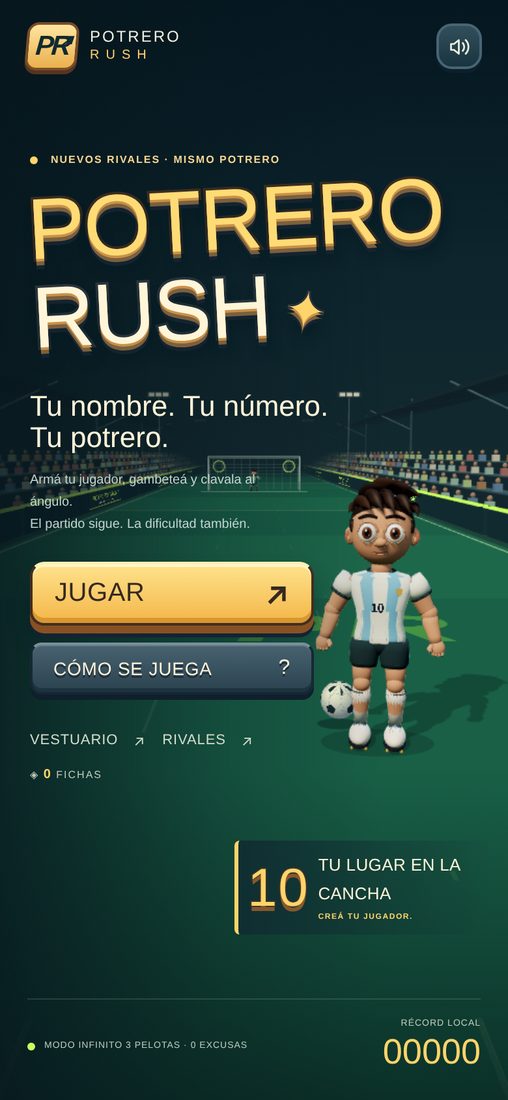 PR
POTRERO
RUSH
NUEVOS RIVALES · MISMO POTRERO
POTRERO
RUSH
Tu nombre. Tu número.
Tu potrero.
Armá tu jugador, gambeteá y clavala al
ángulo.
El partido sigue. La dificultad también.
JUGAR
CÓMO SE JUEGA ?
10
VESTUARIO RIVALES
0 FICHAS
10
TU LUGAR EN LA
CANCHA
CREÁ TU JUGADOR.
RÉCORD LOCAL
MODO INFINITO 3 PELOTAS · 0 EXCUSAS
00000